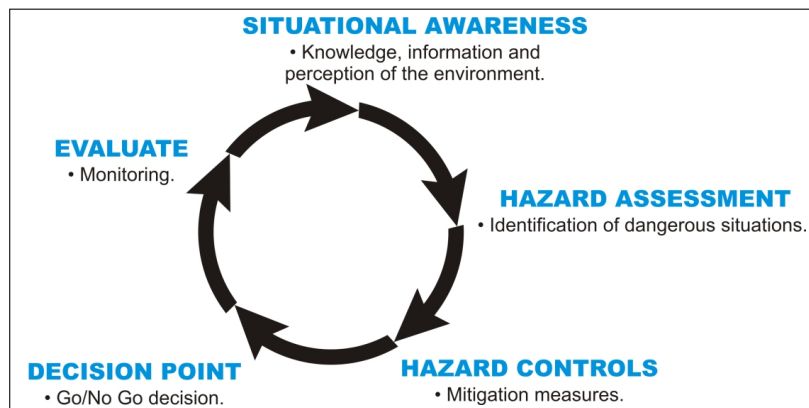 SITUATIONAL AWARENESS
• Knowledge, information and
perception of the environment.
EVALUATE
• Monitoring.
HAZARD ASSESSMENT
• Identification of dangerous situations.
DECISION POINT
• Go/No Go decision.
HAZARD CONTROLS
• Mitigation measures.